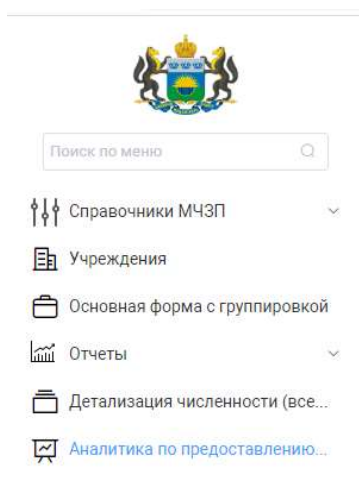 Поиск по меню
Справочники МЧЗП
Учреждения
Основная форма с группировкой
Отчеты
Детализация численности (все...
Аналитика по предоставлению...